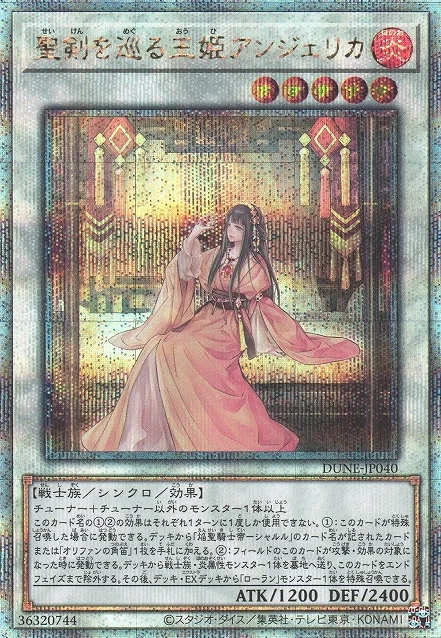 聖剣を巡る王姫アンジェリカ
炎
DUNE-JP040
【戦士族／シンクロ／効果】
チューナー＋チューナー以外のモンスター1体以上
このカード名の①②の効果はそれぞれ1ターンに1度しか使用できない。①：このカードが特殊
召喚した場合に発動できる。デッキから「焔聖騎士帝－シャルル」のカード名が記されたカード
または「オリファンの角笛」1枚を手札に加える。②：フィールドのこのカードが攻撃・効果の対象に
なった時に発動できる。デッキから戦士族・炎属性モンスター1体を墓地へ送り、このカードをエンド
フェイズまで除外する。その後、デッキ・EXデッキから「ローラン」モンスター1体を特殊召喚できる。
ATK/1200 DEF/2400
36320744
©スタジオ・ダイス／集英社・テレビ東京・KONAMI